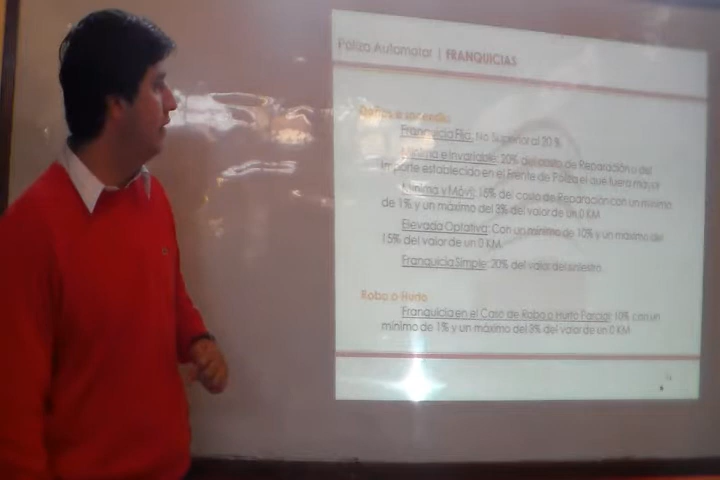 Póliza Automotor | FRANQUICIAS
Daños e Incendio
Franquicia Fija: No Superior al 20 %
Mínima e Invariable: 20% del costo de Reparación o del
importe establecido en el Frente de Póliza el que fuera mayor
Mínima y Móvil: 15% del costo de Reparación con un mínimo
de 1% y un máximo del 3% del valor de un 0 KM
Elevada Optativa: Con un mínimo de 10% y un máximo del
15% del valor de un 0 KM
Franquicia Simple: 20% del valor del siniestro
Robo o Hurto
Franquicia en el Caso de Robo o Hurto Parcial: 10% con un
mínimo de 1% y un máximo del 3% del valor de un 0 KM